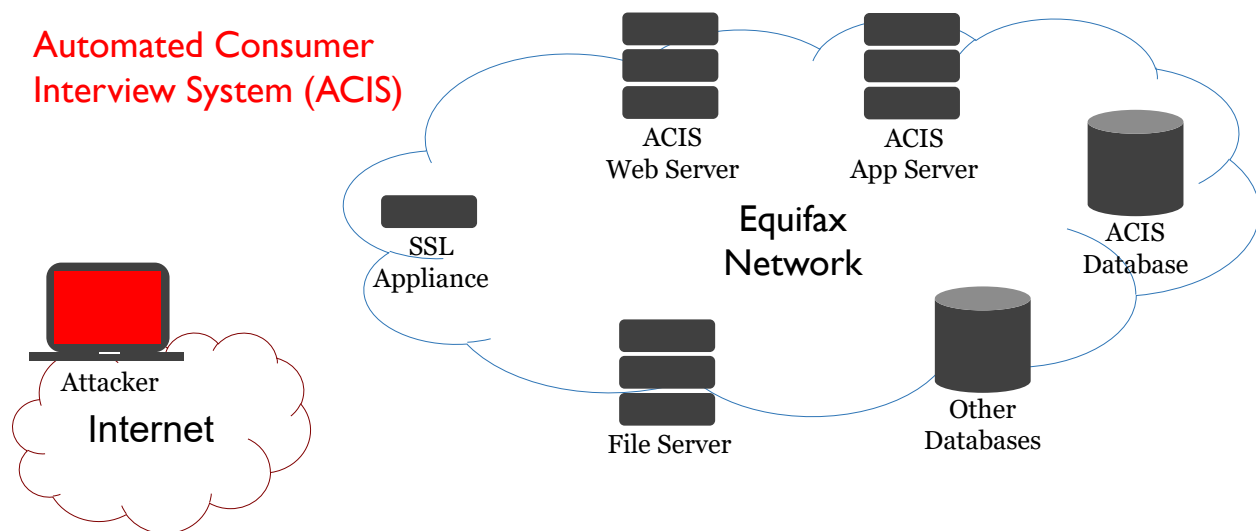 Automated Consumer
Interview System (ACIS)
ACIS
Web Server
ACIS
App Server
SSL
Appliance
Equifax
Network
ACIS
Database
Attacker
Internet
File Server
Other
Databases